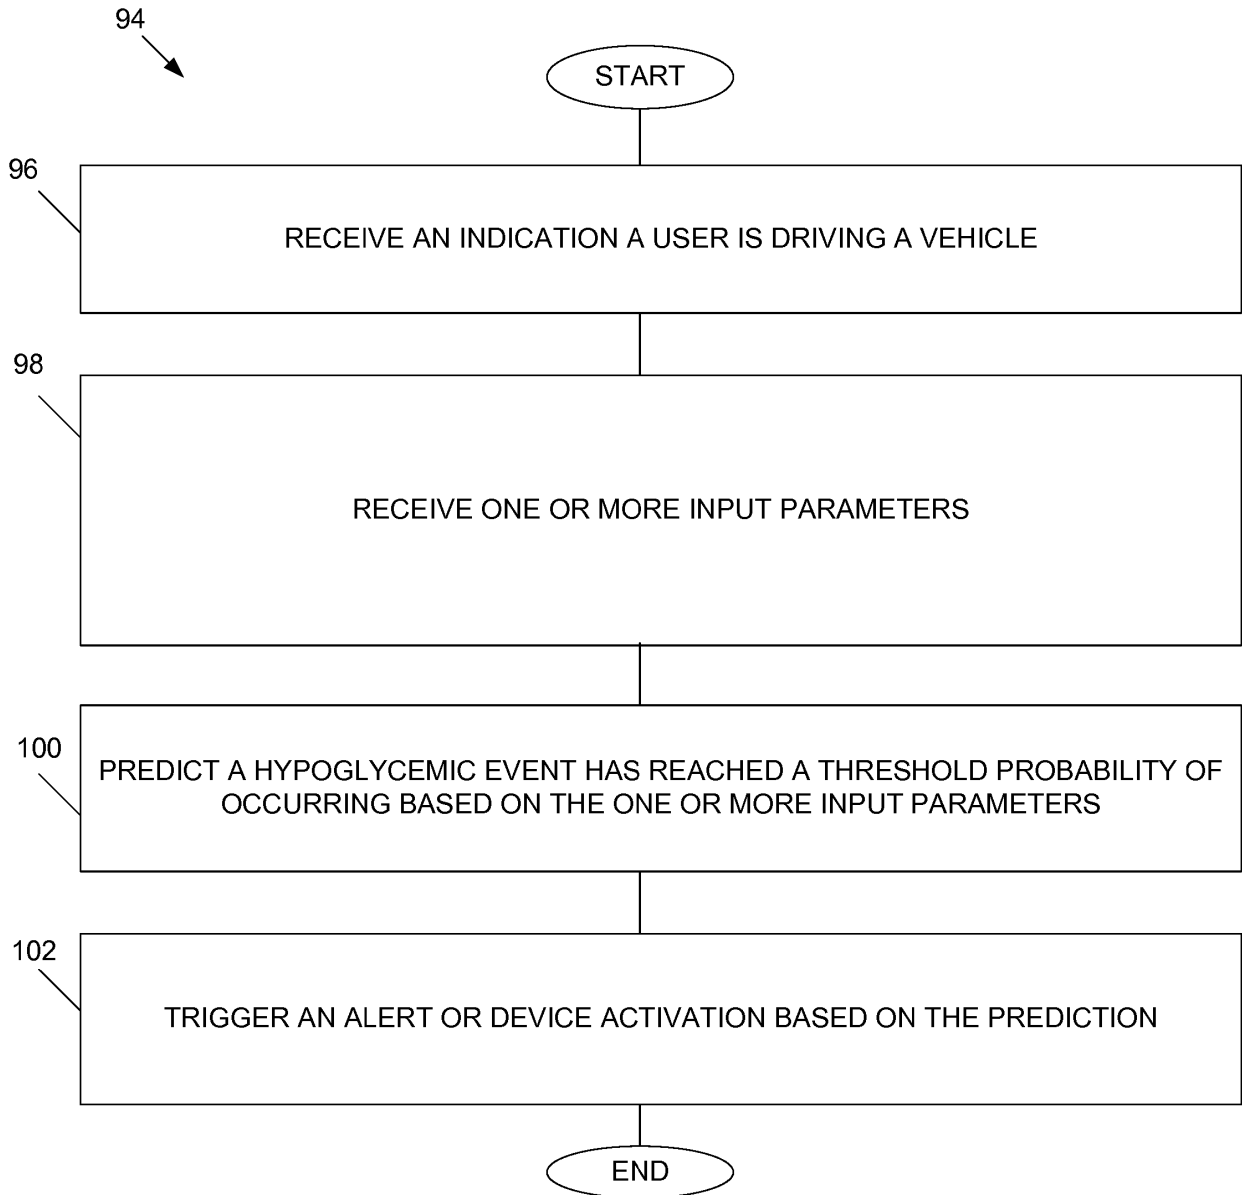 94
START
96
RECEIVE AN INDICATION A USER IS DRIVING A VEHICLE
98
RECEIVE ONE OR MORE INPUT PARAMETERS
100
PREDICT A HYPOGLYCEMIC EVENT HAS REACHED A THRESHOLD PROBABILITY OF
OCCURRING BASED ON THE ONE OR MORE INPUT PARAMETERS
102
TRIGGER AN ALERT OR DEVICE ACTIVATION BASED ON THE PREDICTION
END